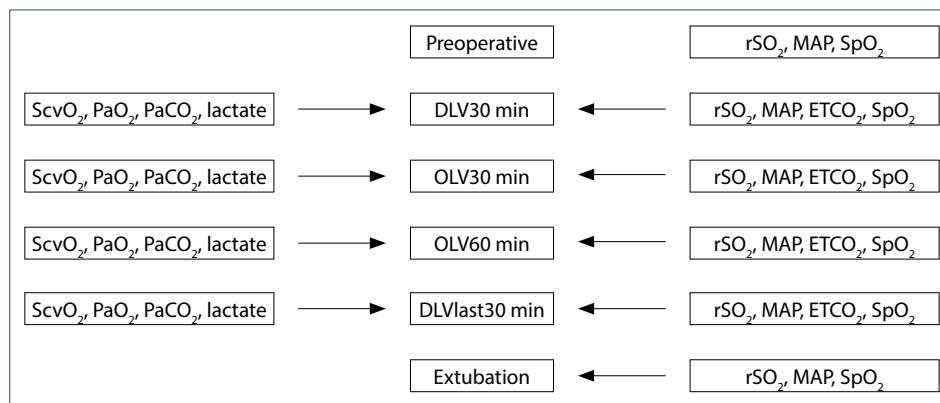 Preoperative rSO₂, MAP, SpO₂
ScvO₂, PaO₂, PaCO₂, lactate DLV30 min rSO₂, MAP, ETCO₂, SpO₂
ScvO₂, PaO₂, PaCO₂, lactate OLV30 min rSO₂, MAP, ETCO₂, SpO₂
ScvO₂, PaO₂, PaCO₂, lactate OLV60 min rSO₂, MAP, ETCO₂, SpO₂
ScvO₂, PaO₂, PaCO₂, lactate DLVlast30 min rSO₂, MAP, ETCO₂, SpO₂
Extubation rSO₂, MAP, SpO₂